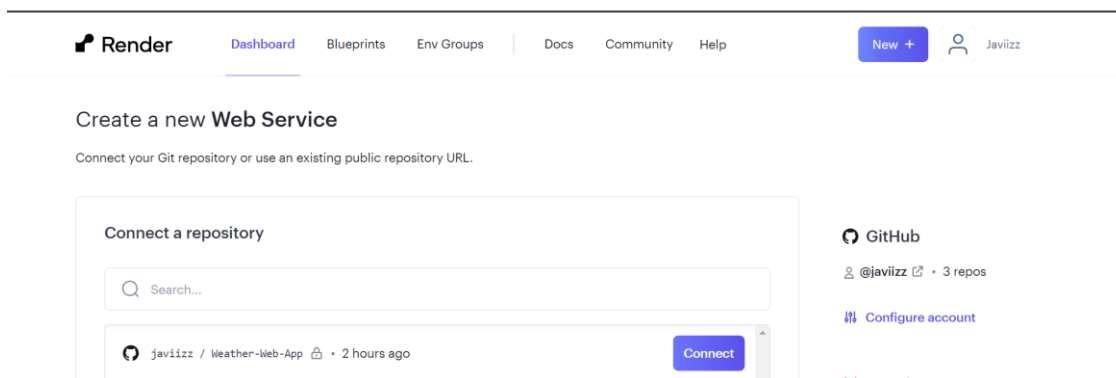 Render Dashboard Blueprints Env Groups Docs Community Help New + Javiizz
Create a new Web Service
Connect your Git repository or use an existing public repository URL.
Connect a repository
GitHub
@javiizz • 3 repos
Search...
Configure account
javiizz / Weather-Web-App • 2 hours ago Connect